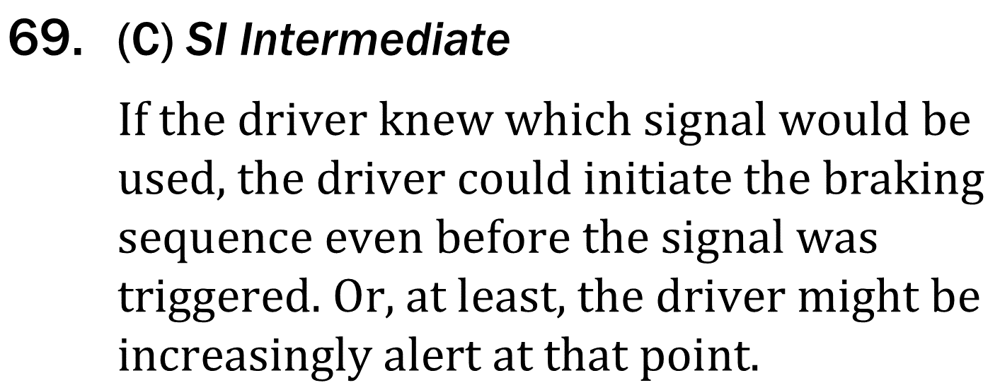 69. (C) SI Intermediate
If the driver knew which signal would be
used, the driver could initiate the braking
sequence even before the signal was
triggered. Or, at least, the driver might be
increasingly alert at that point.